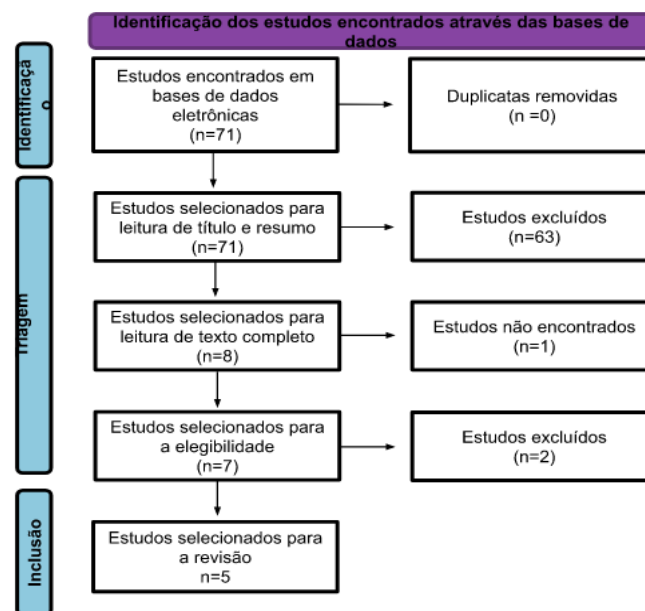 Identificação dos estudos encontrados através das bases de
dados
Identificaçã
o
Estudos encontrados em
bases de dados
eletrônicas
(n=71)
Duplicatas removidas
(n =0)
Triagem
Estudos selecionados para
leitura de título e resumo
(n=71)
Estudos excluídos
(n=63)
Estudos selecionados para
leitura de texto completo
(n=8)
Estudos não encontrados
(n=1)
Estudos selecionados para
a elegibilidade
(n=7)
Estudos excluídos
(n=2)
Inclusão
Estudos selecionados para
a revisão
n=5